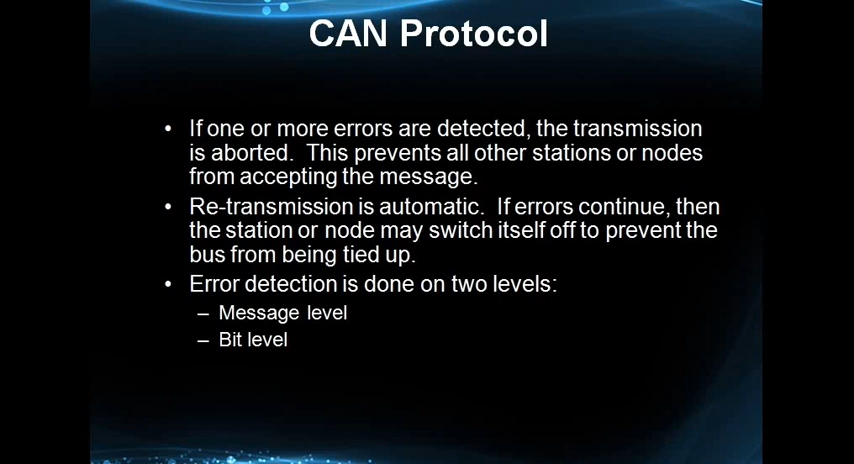 CAN Protocol
• If one or more errors are detected, the transmission
is aborted.  This prevents all other stations or nodes
from accepting the message.
• Re-transmission is automatic.  If errors continue, then
the station or node may switch itself off to prevent the
bus from being tied up.
• Error detection is done on two levels:
– Message level
– Bit level